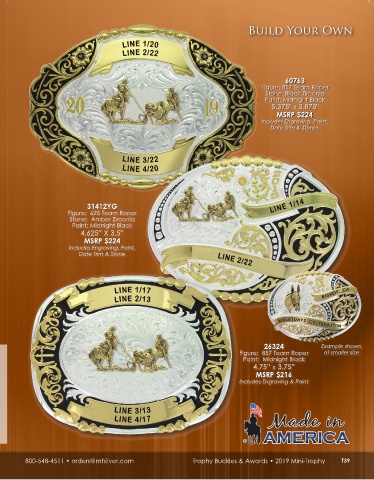 Build Your Own
LINE 1/20
LINE 2/22
20 19
LINE 3/22
LINE 4/20
60763
Figure: 857 Team Roper
Stone: Black Zirconia
Paint: Midnight Black
5.375" x 3.875"
MSRP $224
Includes Engraving, Paint,
Date Trim & Stones
31412YG
Figure: 625 Team Roper
Stone: Amber Zirconia
Paint: Midnight Black
4.625" X 3.5"
MSRP $224
Includes Engraving, Paint,
Date Trim & Stone
LINE 1/14
LINE 2/22
LINE 1/17
LINE 2/13
LINE 3/13
LINE 4/17
26324
Figure: 857 Team Roper
Paint: Midnight Black
4.75" x 3.75"
MSRP $216
Includes Engraving & Paint
Example shown
at smaller size
Made in
AMERICA
800-548-4511 • orders@mtsilver.com
Trophy Buckles & Awards • 2019 Mini-Trophy T39